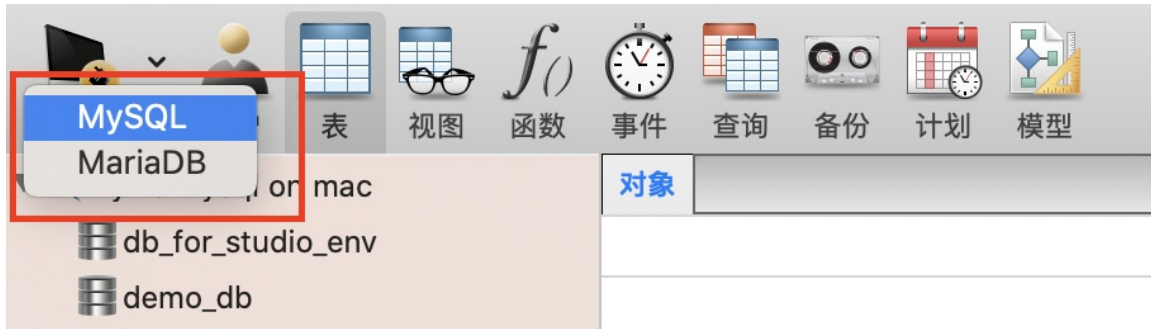 MySQL
MariaDB
表
视图
函数
事件
查询
备份
计划
模型
on mac
对象
db_for_studio_env
demo_db